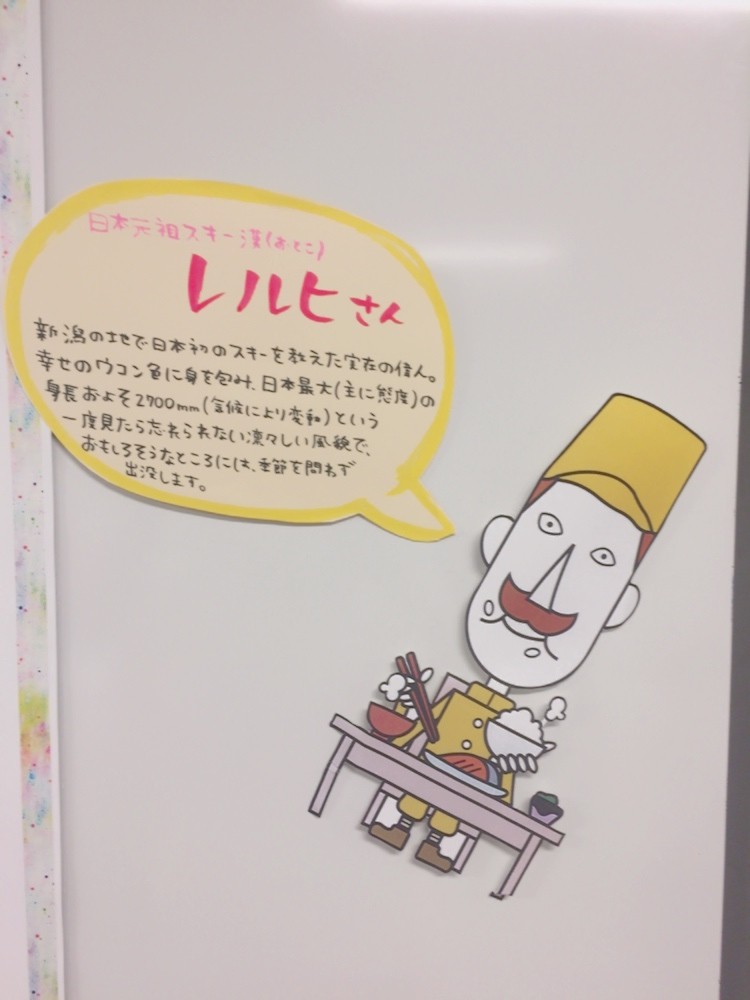 日本元祖スキー漢(おとこ)
レルヒさん
新潟の地で日本初のスキーを教えた実在の偉人。
幸せのウコン色に身を包み、日本最大(主に態度)の
身長およそ2700mm(気候により変動)という
一度見たら忘れられない凛々しい風貌で、
おもしろそうなところには、季節を問わず
出没します。